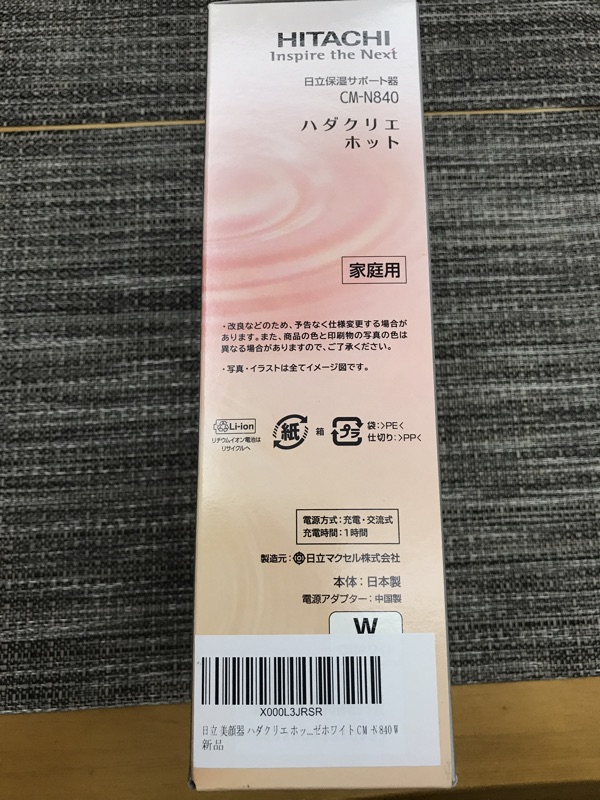 HITACHI
Inspire the Next
日立保湿サポート器
CM-N840
ハダクリエ
ホット
家庭用
・改良などのため、予告なく仕様変更する場合が
あります。また、商品の色と印刷物の写真の色は
異なる場合がありますので、ご了承ください。
・写真・イラストは全てイメージ図です。
Li-ion
リチウムイオン電池は
リサイクルへ
紙
箱
プラ
袋:>PE<
仕切り:>PP<
電源方式:充電・交流式
充電時間:1時間
製造元:日立マクセル株式会社
本体:日本製
電源アダプター:中国製
W
X000L3JRSR
日立 美顔器 ハダクリエ ホッ...ゼホワイト CM-N840 W
新品